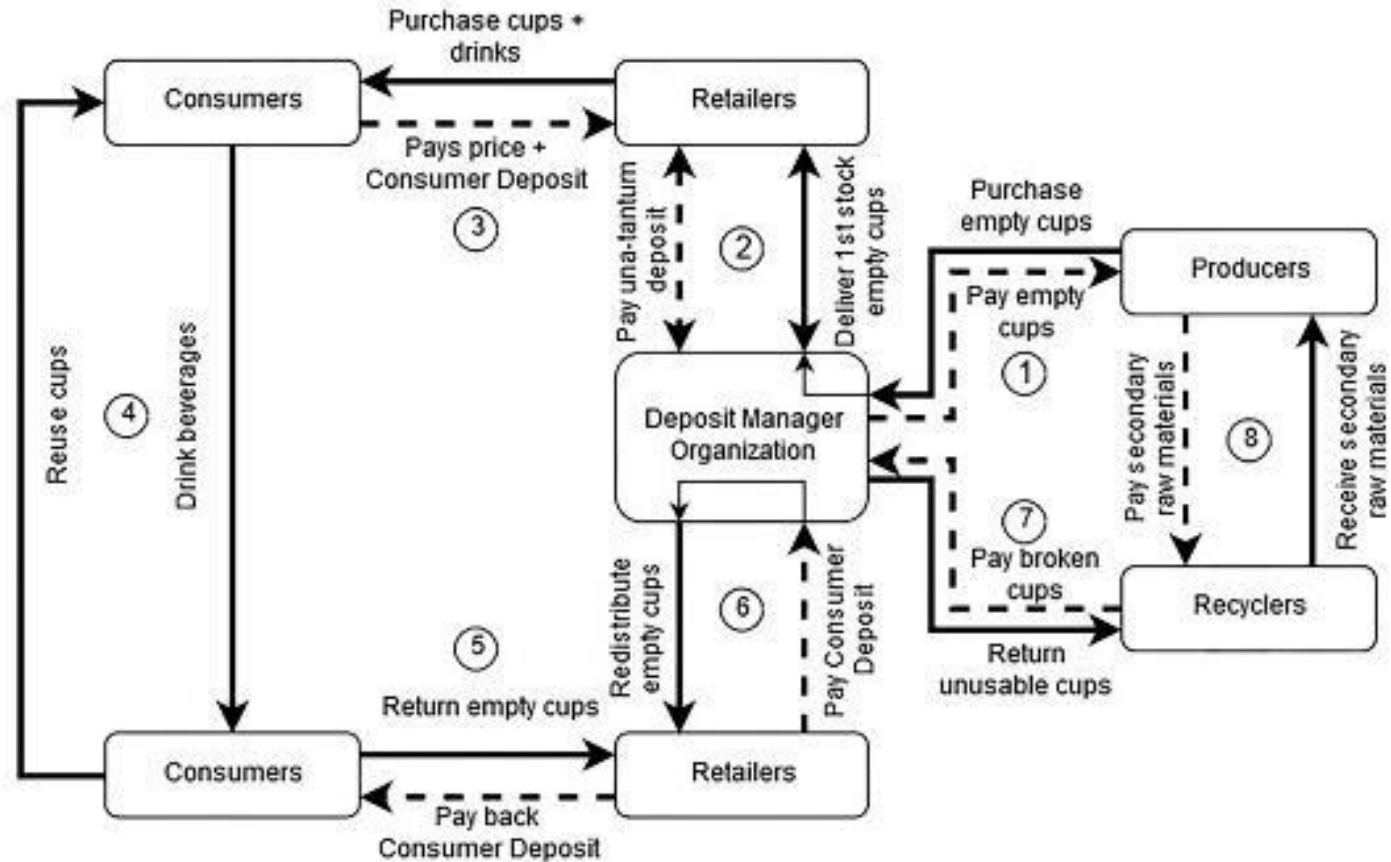 Purchase cups +
drinks
Consumers
Retailers
Pays price +
Consumer Deposit
3
Pay una-tantum
deposit
2
Deliver 1st stock
empty cups
Purchase
empty cups
Producers
Pay empty
cups
1
Reuse cups
4
Drink beverages
Deposit Manager
Organization
Pay secondary
raw materials
8
Receive secondary
raw materials
7
Pay broken
cups
Recyclers
Return
unusable cups
5
Return empty cups
Redistribute
empty cups
6
Pay Consumer
Deposit
Consumers
Retailers
Pay back
Consumer Deposit